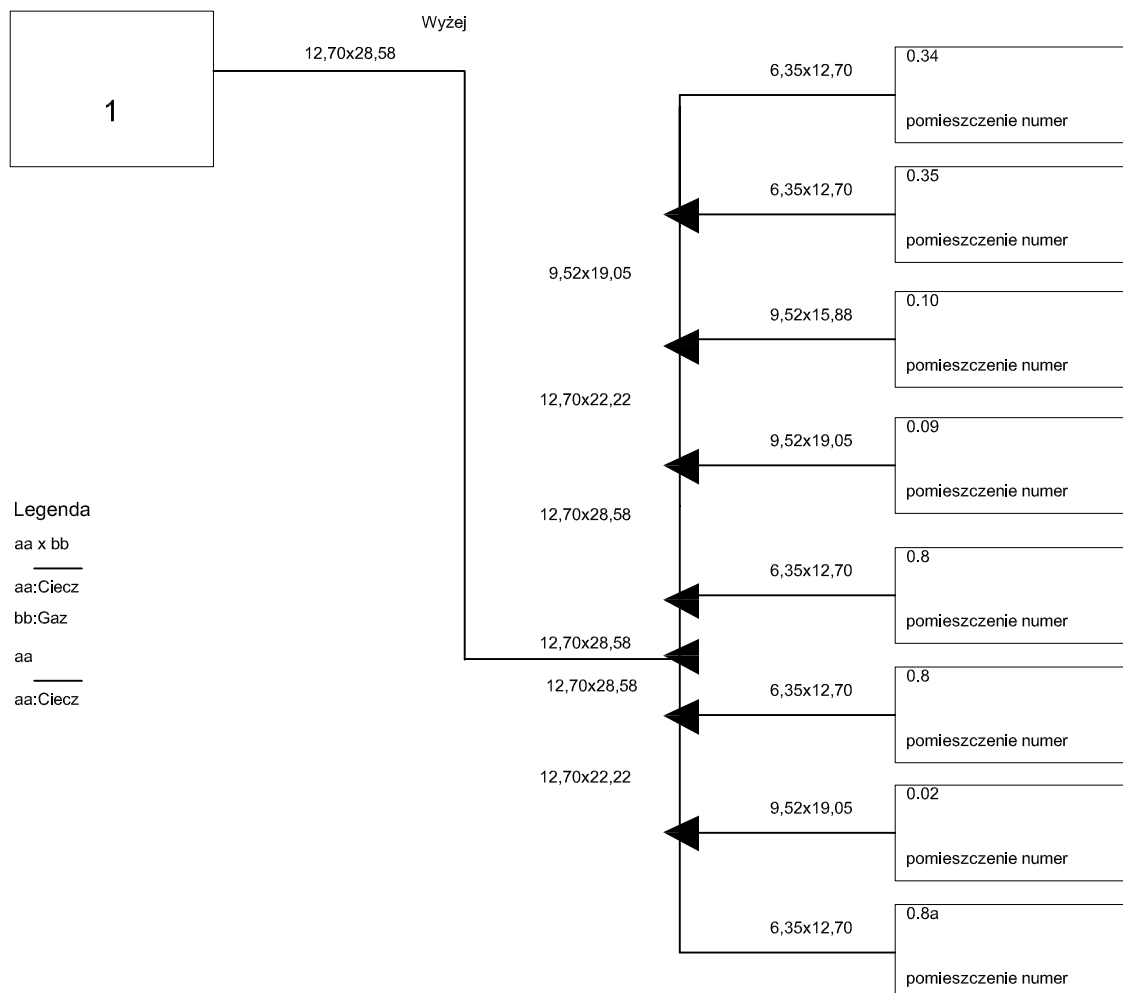 Wyżej
12,70x28,58
1
6,35x12,70
0.34
pomieszczenie numer
6,35x12,70
0.35
pomieszczenie numer
9,52x19,05
9,52x15,88
0.10
pomieszczenie numer
12,70x22,22
9,52x19,05
0.09
pomieszczenie numer
12,70x28,58
6,35x12,70
0.8
pomieszczenie numer
12,70x28,58
12,70x28,58
6,35x12,70
0.8
pomieszczenie numer
12,70x22,22
9,52x19,05
0.02
pomieszczenie numer
6,35x12,70
0.8a
pomieszczenie numer
Legenda
aa x bb
aa:Ciecz
bb:Gaz
aa
aa:Ciecz